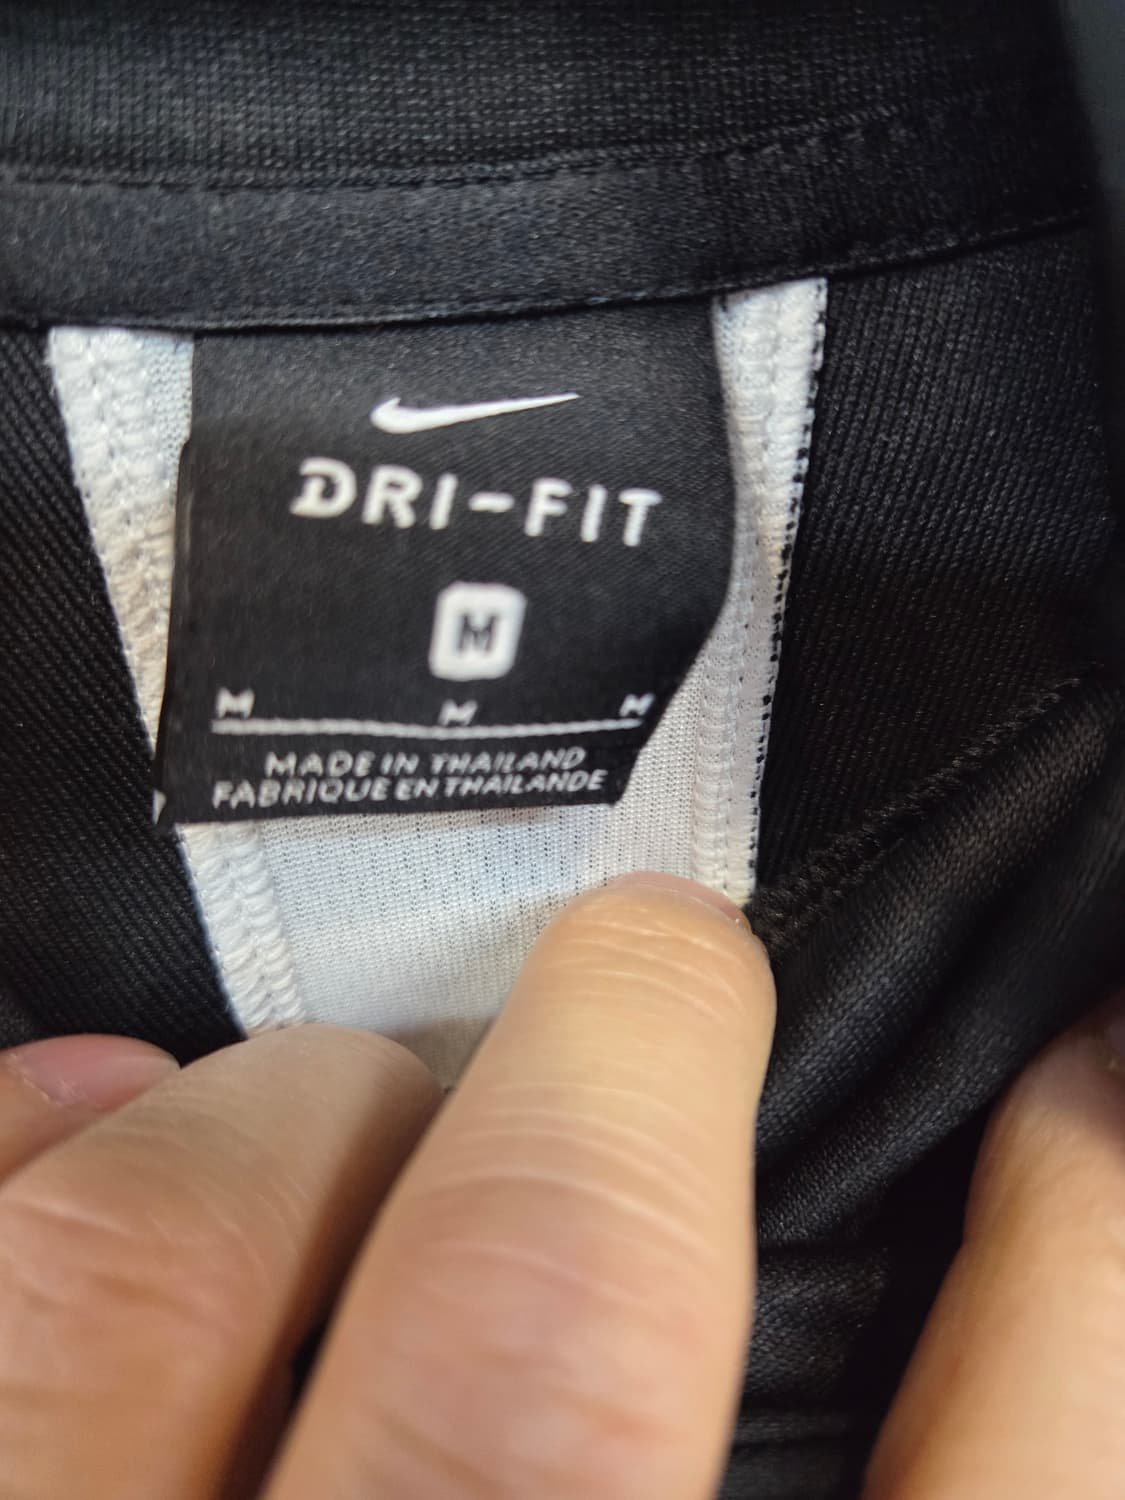 DRI-FIT
M
M M M
MADE IN THAILAND
FABRIQUE EN THAILANDE